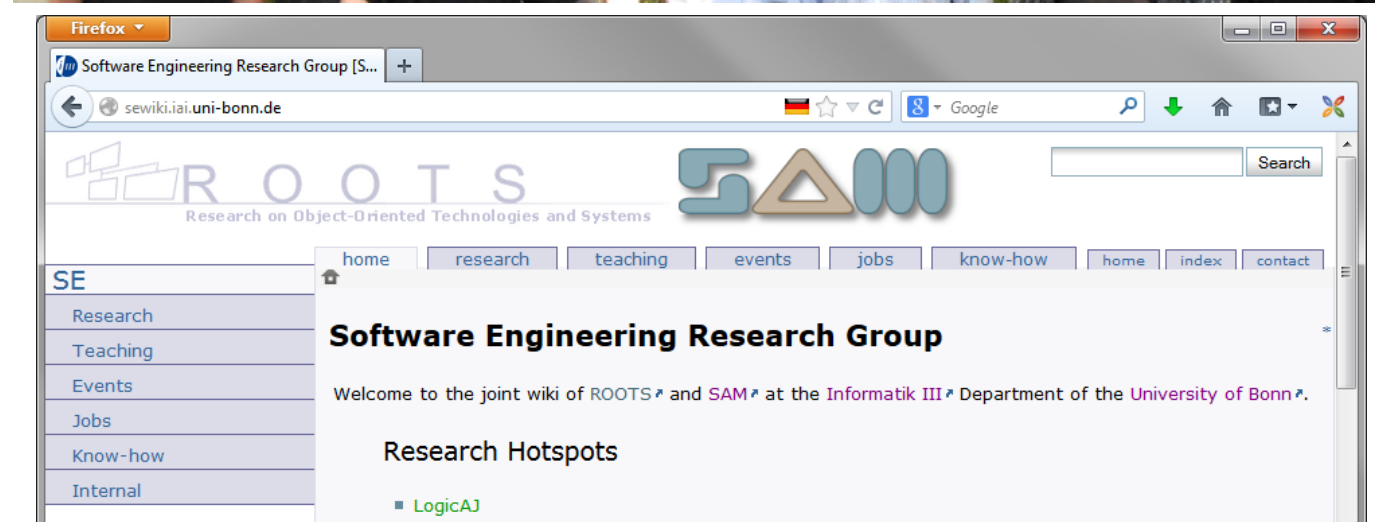 Firefox
Software Engineering Research Group [S...
sewiki.iai.uni-bonn.de
8 Google
ROOTS
Research on Object-Oriented Technologies and Systems
SAM
Search
home research teaching events jobs know-how home index contact
SE
Research
Teaching
Events
Jobs
Know-how
Internal
Software Engineering Research Group
*
Welcome to the joint wiki of ROOTS and SAM at the Informatik III Department of the University of Bonn.
Research Hotspots
LogicAJ